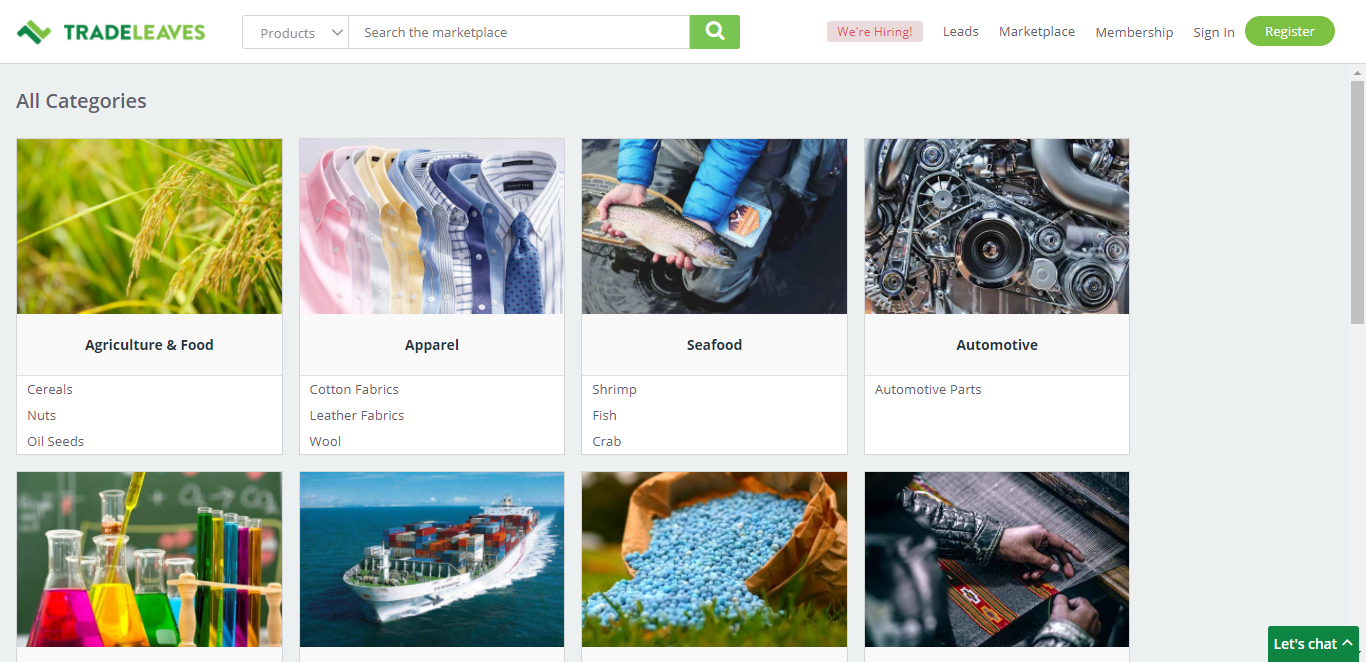 TRADELEAVES
Products
Search the marketplace
We're Hiring!
Leads
Marketplace
Membership
Sign In
Register
All Categories
Agriculture & Food
Cereals
Nuts
Oil Seeds
Apparel
Cotton Fabrics
Leather Fabrics
Wool
Seafood
Shrimp
Fish
Crab
Automotive
Automotive Parts
Let's chat